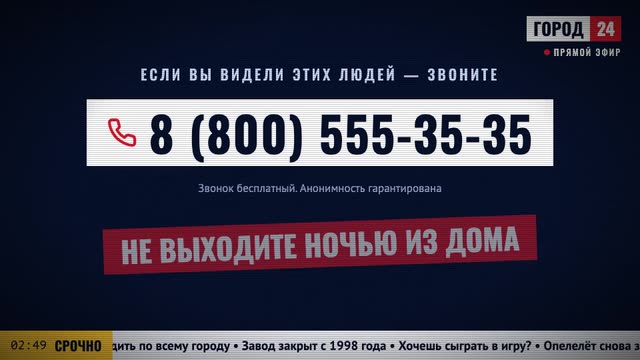 ГОРОД 24
ПРЯМОЙ ЭФИР
ЕСЛИ ВЫ ВИДЕЛИ ЭТИХ ЛЮДЕЙ — ЗВОНИТЕ
8 (800) 555-35-35
Звонок бесплатный. Анонимность гарантирована
НЕ ВЫХОДИТЕ НОЧЬЮ ИЗ ДОМА
02:49 СРОЧНО дить по всему городу • Завод закрыт с 1998 года • Хочешь сыграть в игру? • Опелелёт снова з